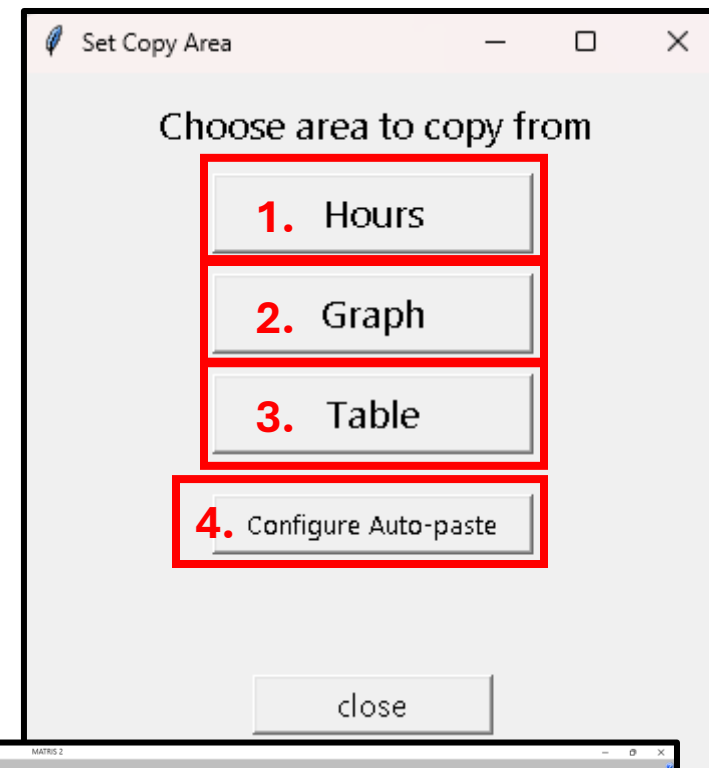 Set Copy Area
Choose area to copy from
1. Hours
2. Graph
3. Table
4. Configure Auto-paste
close
MATRIS 2